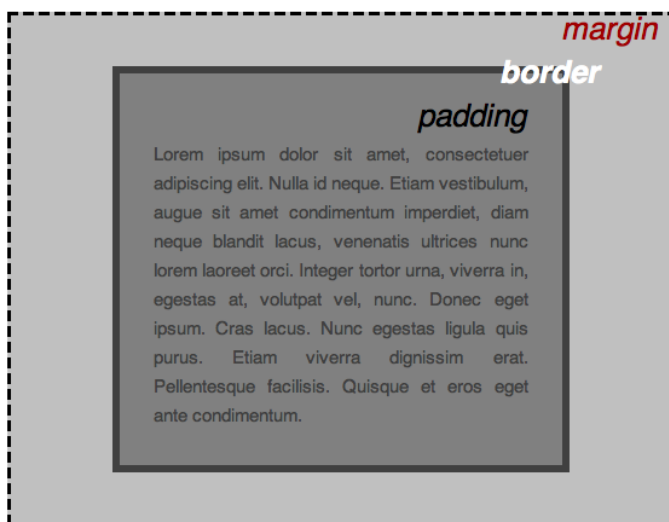 margin
border
padding
Lorem ipsum dolor sit amet, consectetuer
adipiscing elit. Nulla id neque. Etiam vestibulum,
augue sit amet condimentum imperdiet, diam
neque blandit lacus, venenatis ultrices nunc
lorem laoreet orci. Integer tortor urna, viverra in,
egestas at, volutpat vel, nunc. Donec eget
ipsum. Cras lacus. Nunc egestas ligula quis
purus. Etiam viverra dignissim erat.
Pellentesque facilisis. Quisque et eros eget
ante condimentum.